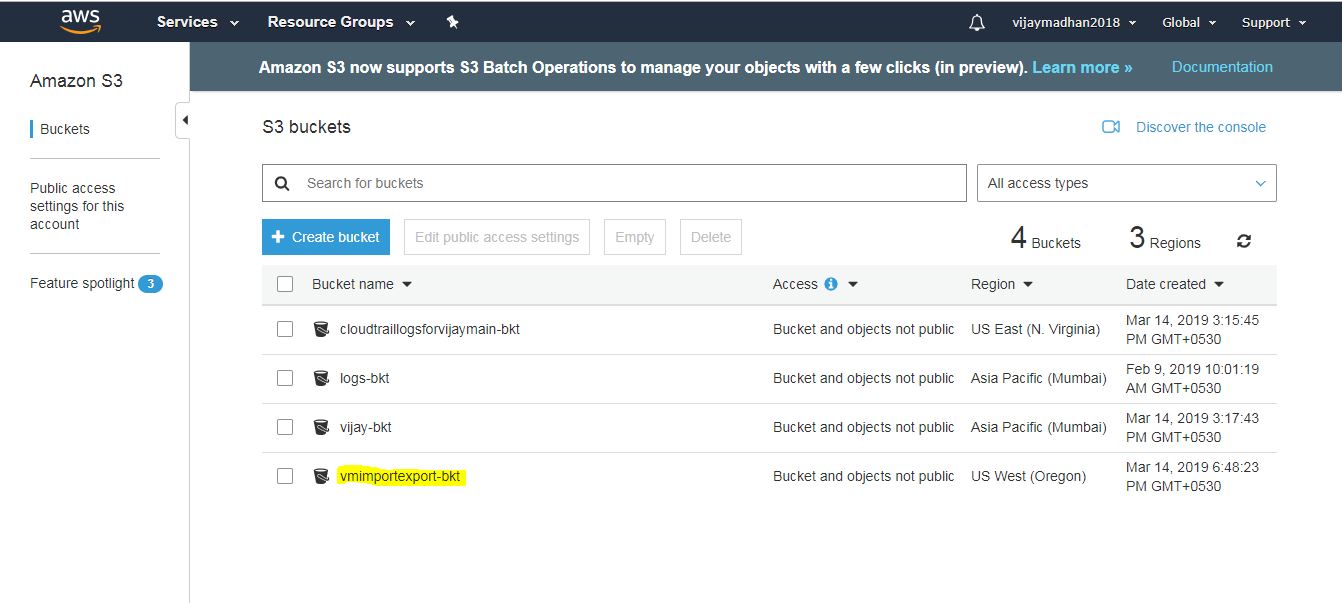 aws Services Resource Groups vijaymadhan2018 Global Support
Amazon S3 now supports S3 Batch Operations to manage your objects with a few clicks (in preview). Learn more » Documentation
Amazon S3
Buckets
Public access
settings for this
account
Feature spotlight 3
S3 buckets Discover the console
Search for buckets All access types
+ Create bucket Edit public access settings Empty Delete 4 Buckets 3 Regions
Bucket name Access Region Date created
cloudtraillogsforvijaymain-bkt Bucket and objects not public US East (N. Virginia) Mar 14, 2019 3:15:45
PM GMT+0530
logs-bkt Bucket and objects not public Asia Pacific (Mumbai) Feb 9, 2019 10:01:19
AM GMT+0530
vijay-bkt Bucket and objects not public Asia Pacific (Mumbai) Mar 14, 2019 3:17:43
PM GMT+0530
vmimportexport-bkt Bucket and objects not public US West (Oregon) Mar 14, 2019 6:48:23
PM GMT+0530